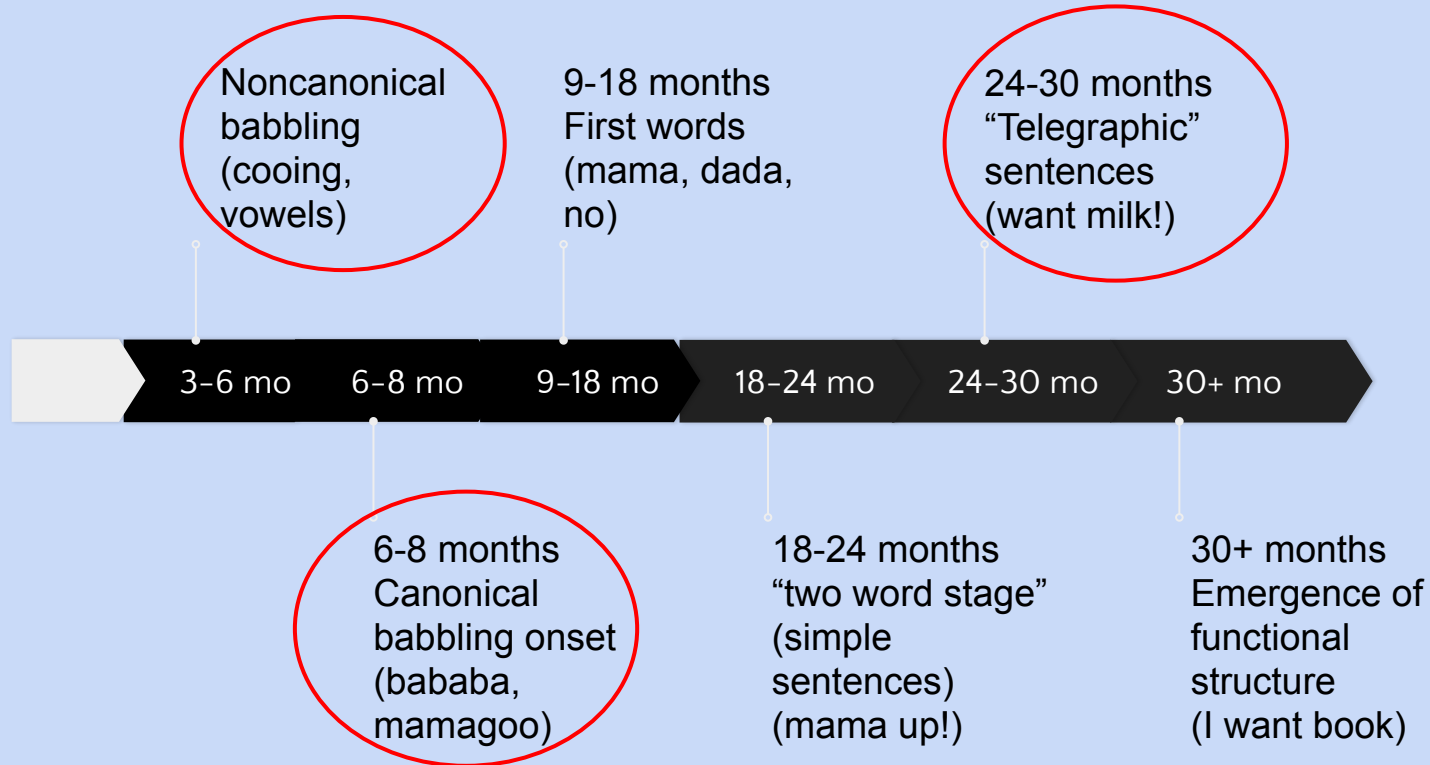 Noncanonical
babbling
(cooing,
vowels)
9-18 months
First words
(mama, dada,
no)
24-30 months
“Telegraphic”
sentences
(want milk!)
3-6 mo
6-8 mo
9-18 mo
18-24 mo
24-30 mo
30+ mo
6-8 months
Canonical
babbling onset
(bababa,
mamagoo)
18-24 months
“two word stage”
(simple
sentences)
(mama up!)
30+ months
Emergence of
functional
structure
(I want book)